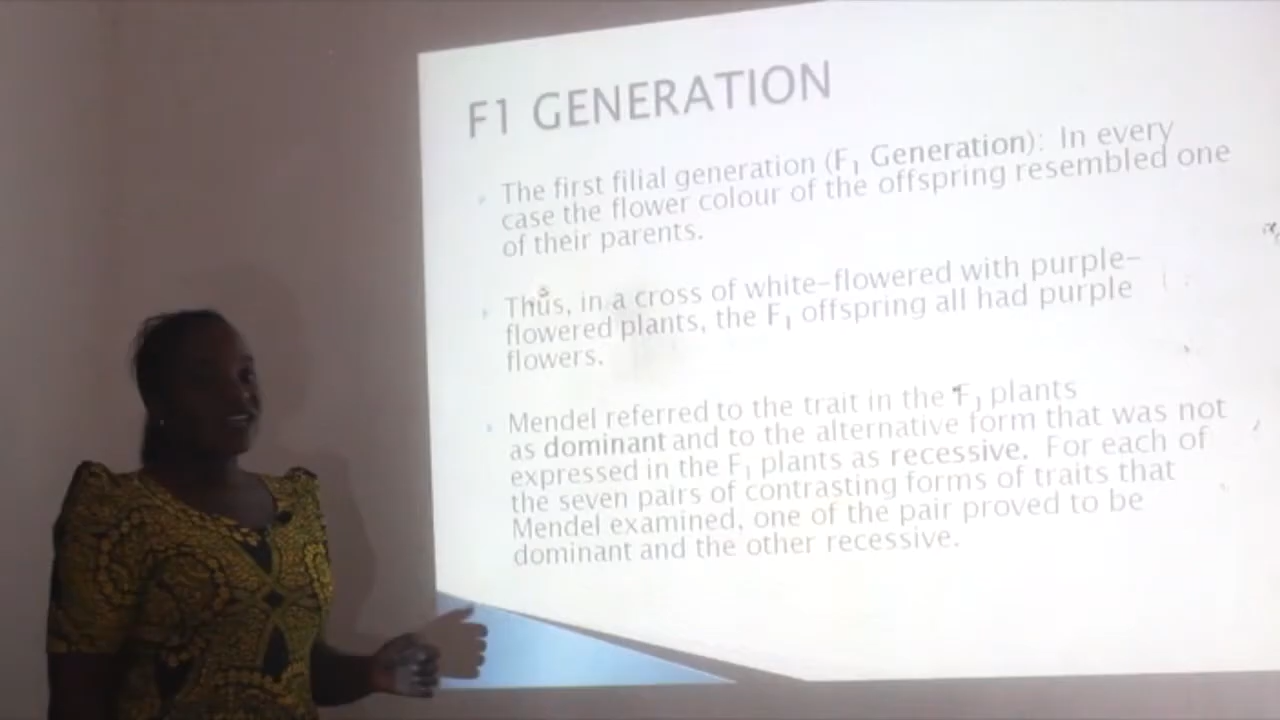 F1 GENERATION
The first filial generation (F1 Generation): In every
case the flower colour of the offspring resembled one
of their parents.
Thus, in a cross of white-flowered with purple-
flowered plants, the F1 offspring all had purple
flowers.
Mendel referred to the trait in the F1 plants
as dominant and to the alternative form that was not
expressed in the F1 plants as recessive. For each of
the seven pairs of contrasting forms of traits that
Mendel examined, one of the pair proved to be
dominant and the other recessive.